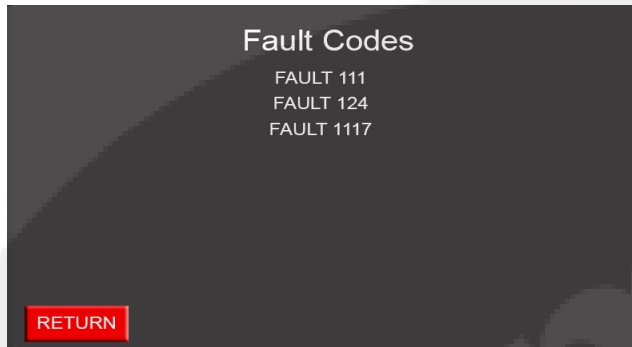 Fault Codes
FAULT 111
FAULT 124
FAULT 1117
RETURN